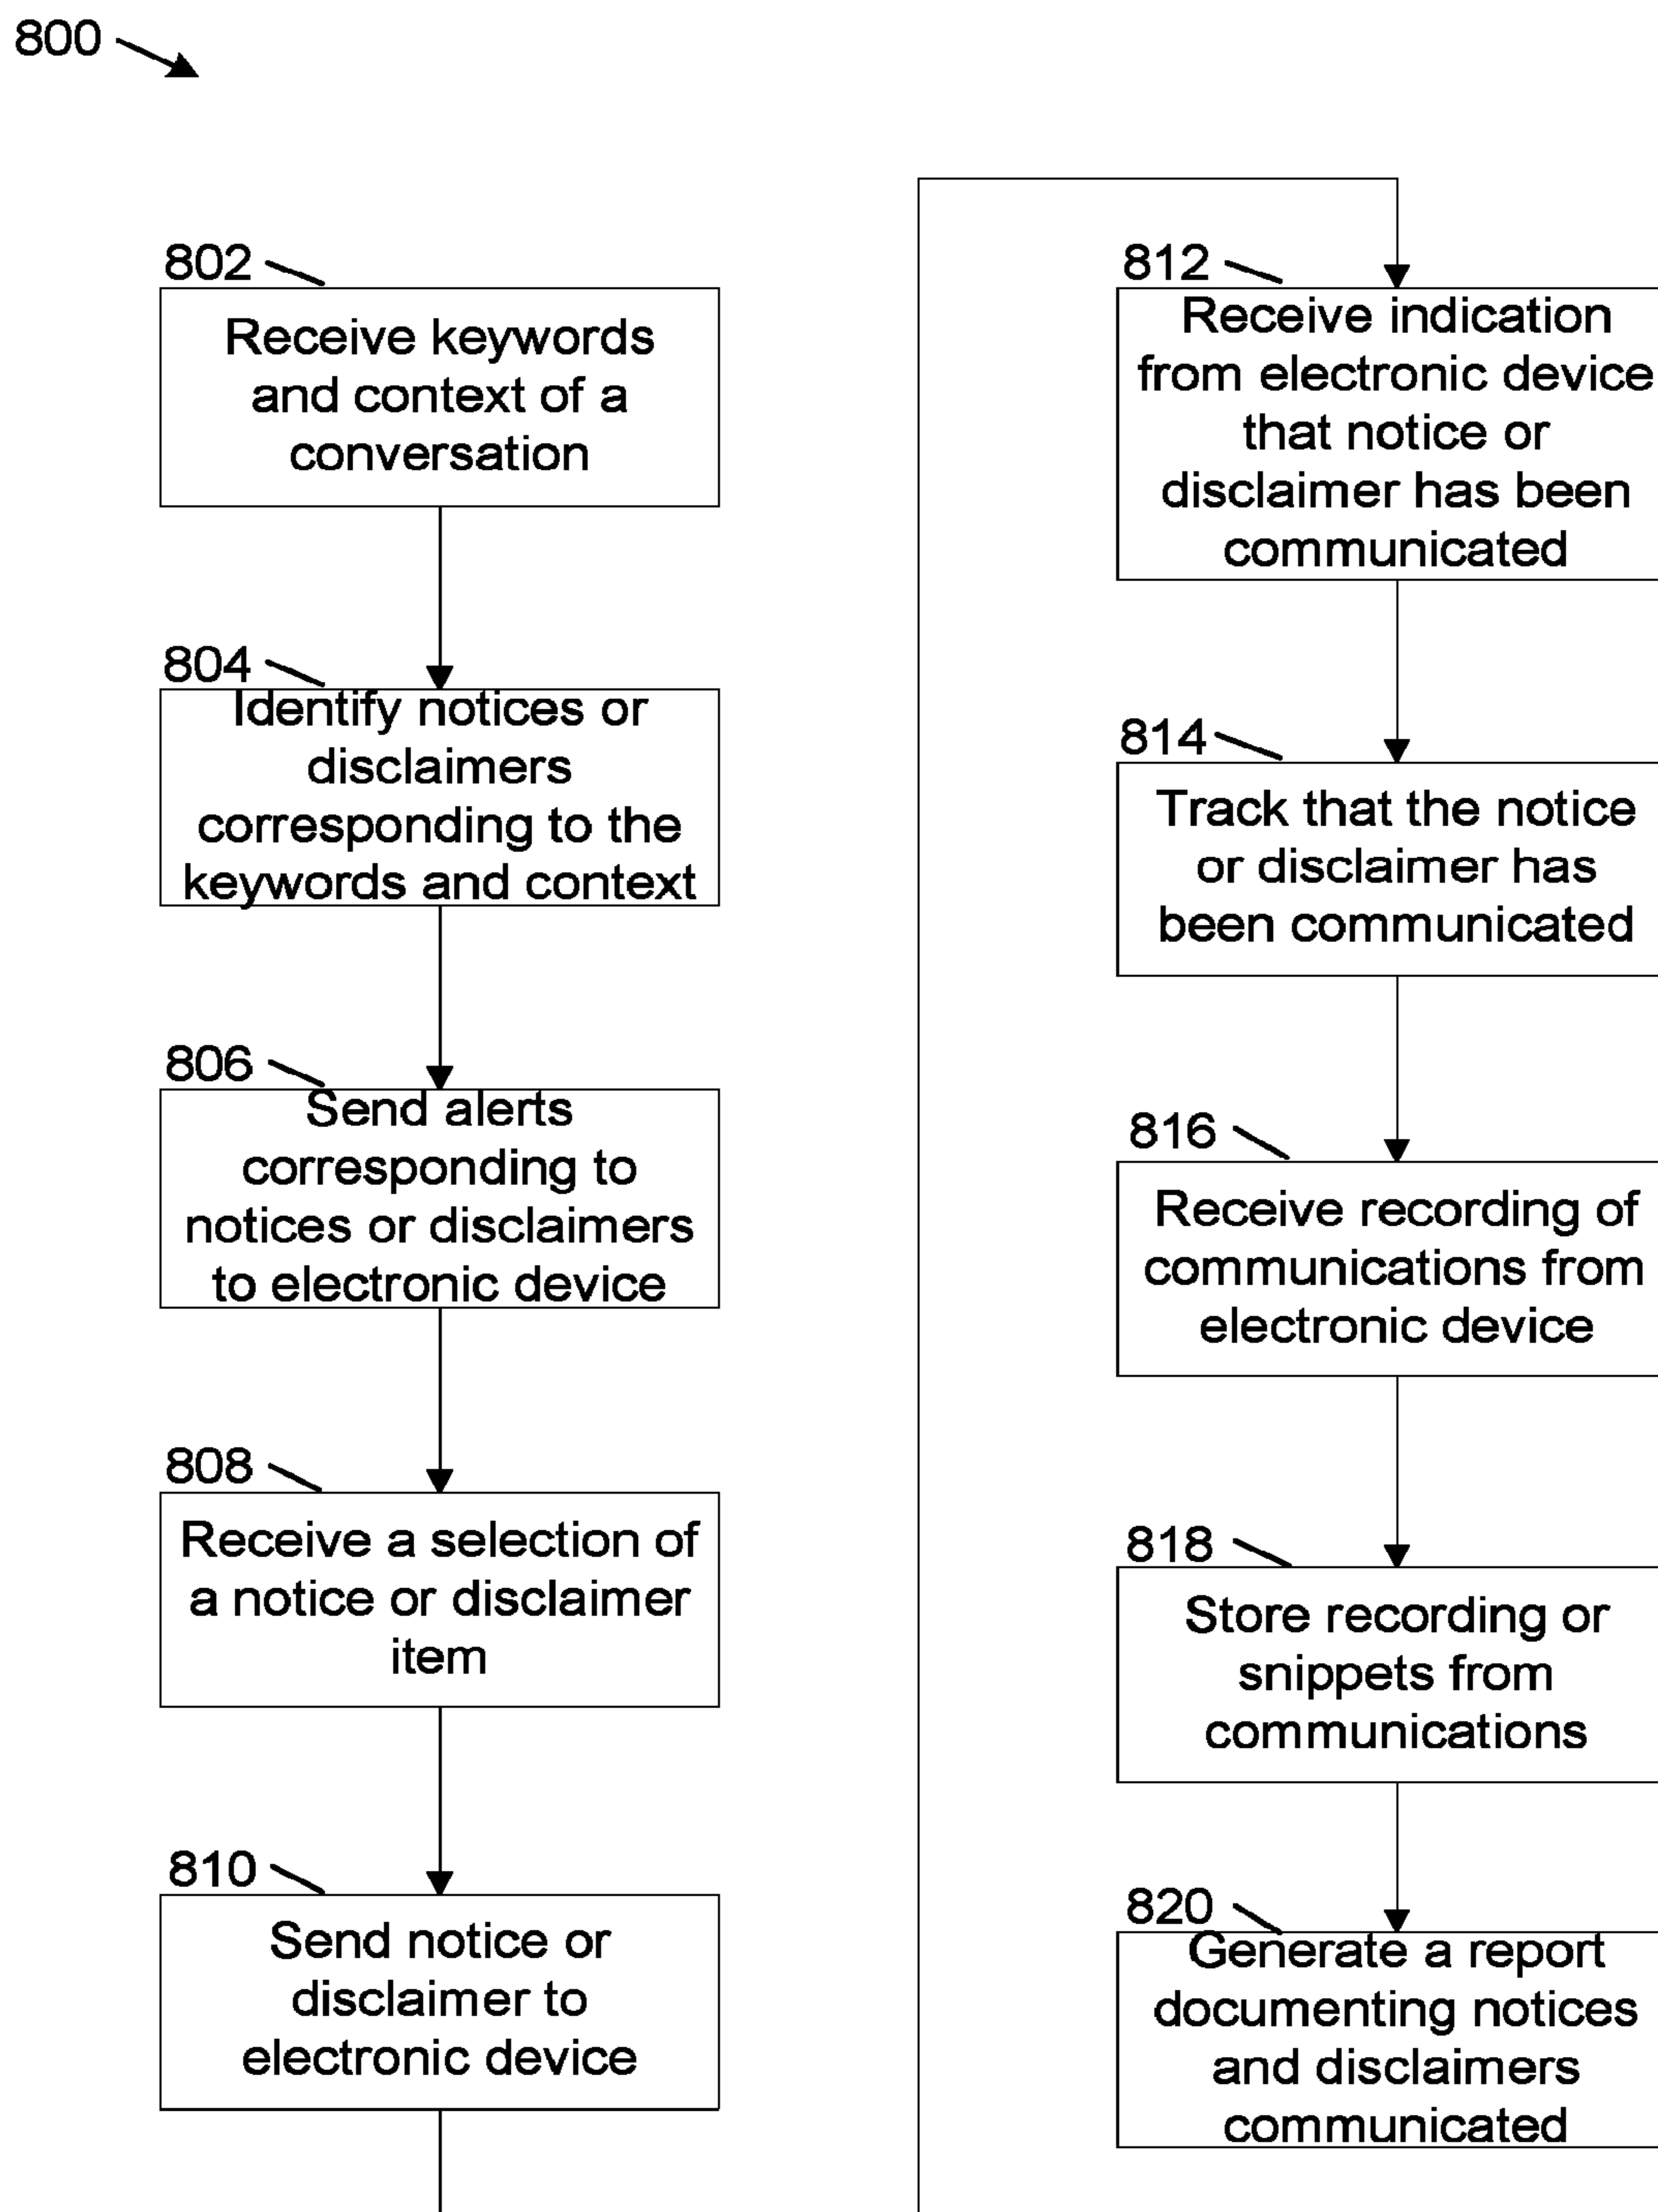 800
802
Receive keywords
and context of a
conversation
804
Identify notices or
disclaimers
corresponding to the
keywords and context
806
Send alerts
corresponding to
notices or disclaimers
to electronic device
808
Receive a selection of
a notice or disclaimer
item
810
Send notice or
disclaimer to
electronic device
812
Receive indication
from electronic device
that notice or
disclaimer has been
communicated
814
Track that the notice
or disclaimer has
been communicated
816
Receive recording of
communications from
electronic device
818
Store recording or
snippets from
communications
820
Generate a report
documenting notices
and disclaimers
communicated